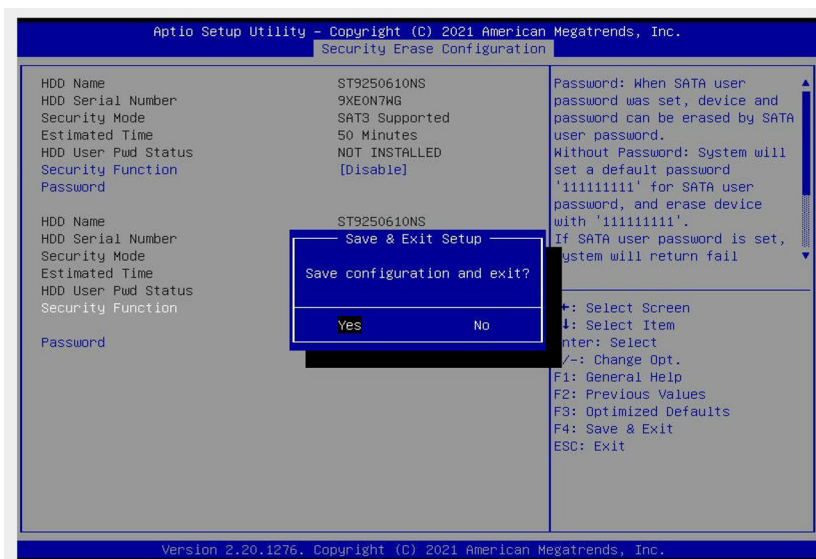 Aptio Setup Utility – Copyright (C) 2021 American Megatrends, Inc.
Security Erase Configuration
HDD Name ST9250610NS
HDD Serial Number 9XE0N7WG
Security Mode SAT3 Supported
Estimated Time 50 Minutes
HDD User Pwd Status NOT INSTALLED
Security Function [Disable]
Password
HDD Name ST9250610NS
HDD Serial Number
Security Mode
Estimated Time
HDD User Pwd Status
Security Function
Password
Save & Exit Setup
Save configuration and exit?
Yes No
Password: When SATA user
password was set, device and
password can be erased by SATA
user password.
Without Password: System will
set a default password
'111111111' for SATA user
password, and erase device
with '111111111'.
If SATA user password is set,
system will return fail
: Select Screen
: Select Item
Enter: Select
/-: Change Opt.
F1: General Help
F2: Previous Values
F3: Optimized Defaults
F4: Save & Exit
ESC: Exit
Version 2.20.1276. Copyright (C) 2021 American Megatrends, Inc.